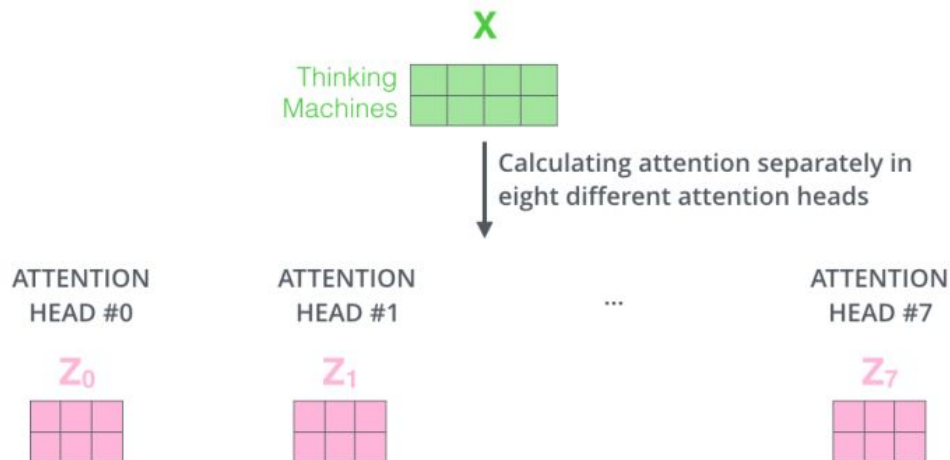 X
Thinking
Machines
Calculating attention separately in
eight different attention heads
ATTENTION
HEAD #0
ATTENTION
HEAD #1
...
ATTENTION
HEAD #7
Z0
Z1
Z7